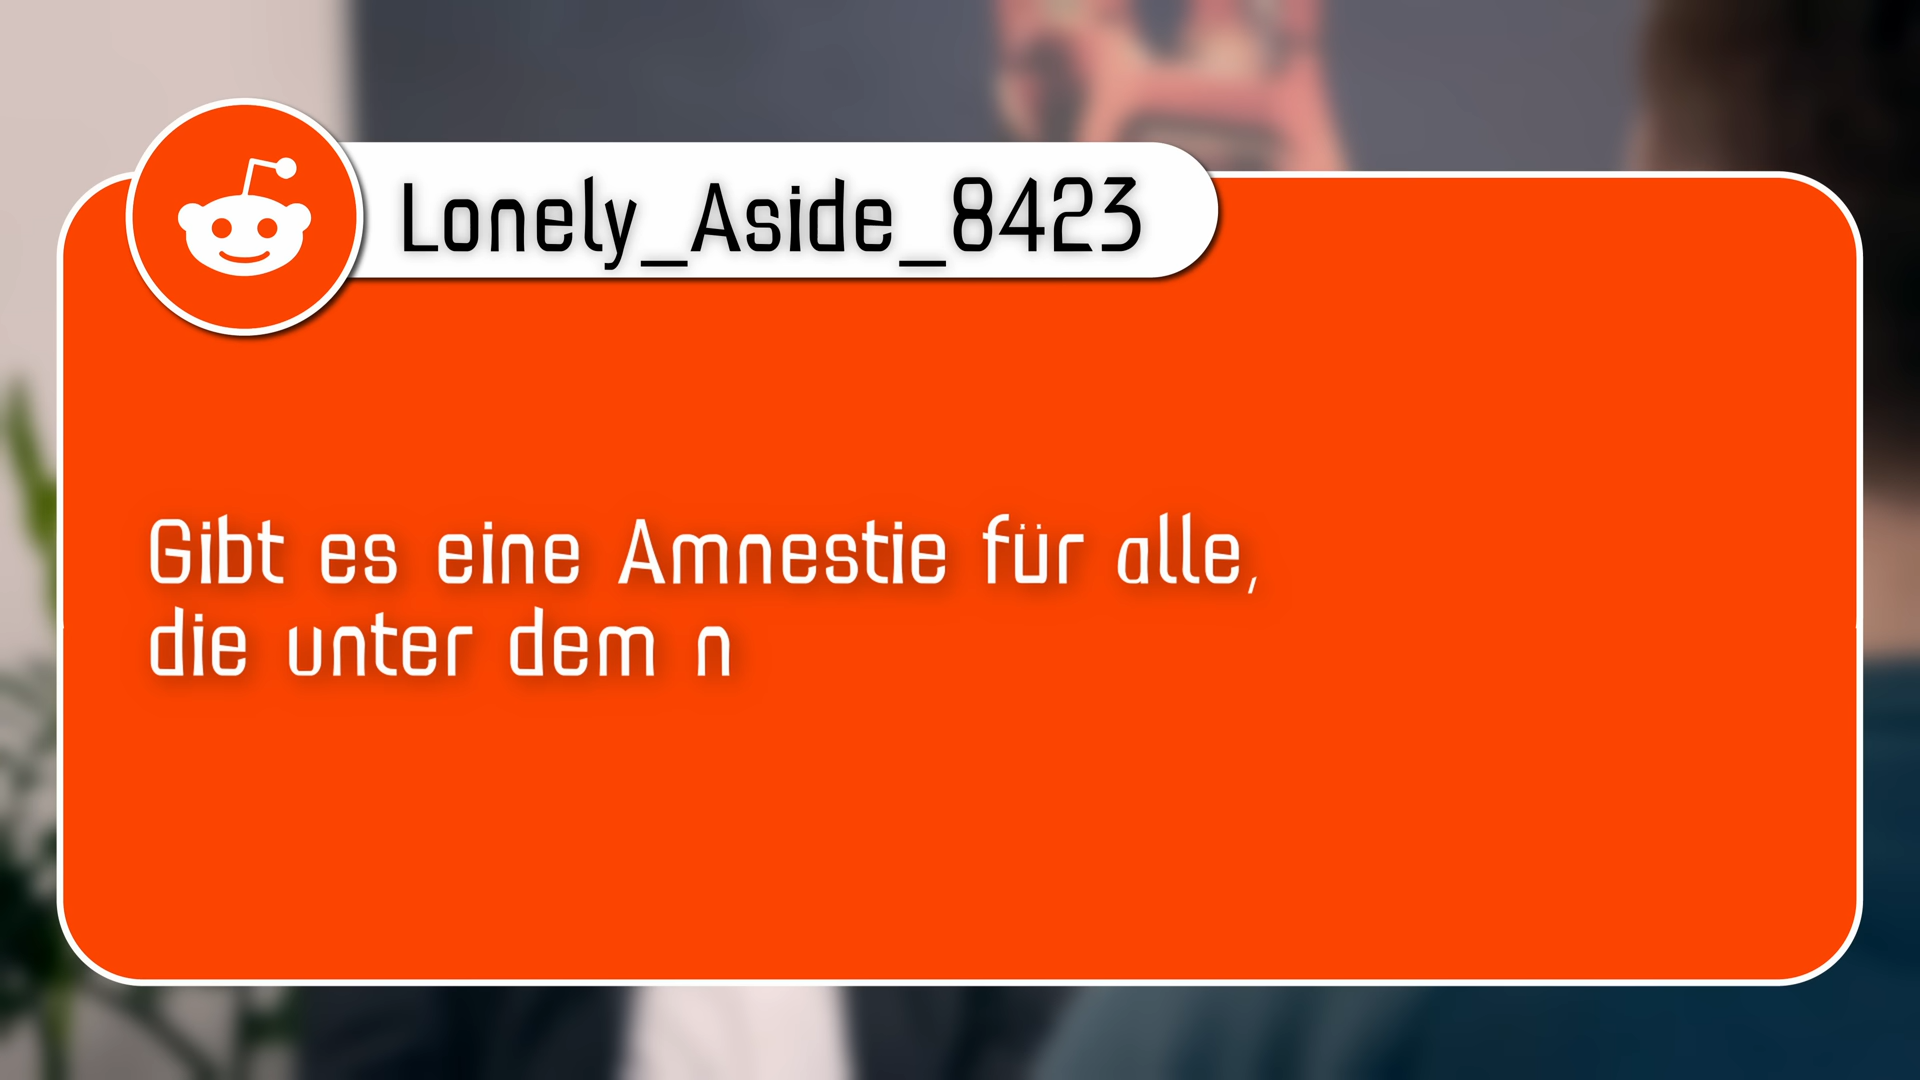 Lonely_Aside_8423
Gibt es eine Amnestie für alle,
die unter dem n